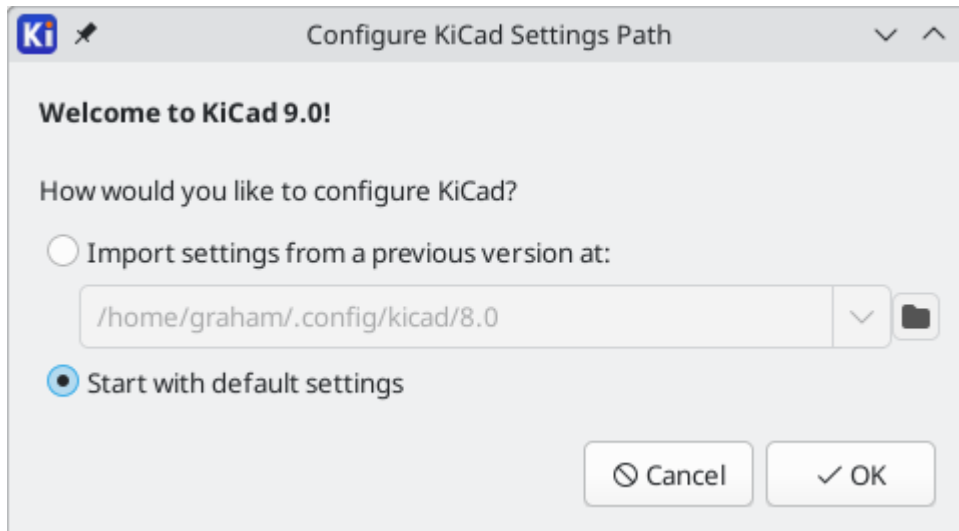 Ki
Configure KiCad Settings Path
Welcome to KiCad 9.0!
How would you like to configure KiCad?
Import settings from a previous version at:
/home/graham/.config/kicad/8.0
Start with default settings
Cancel
OK